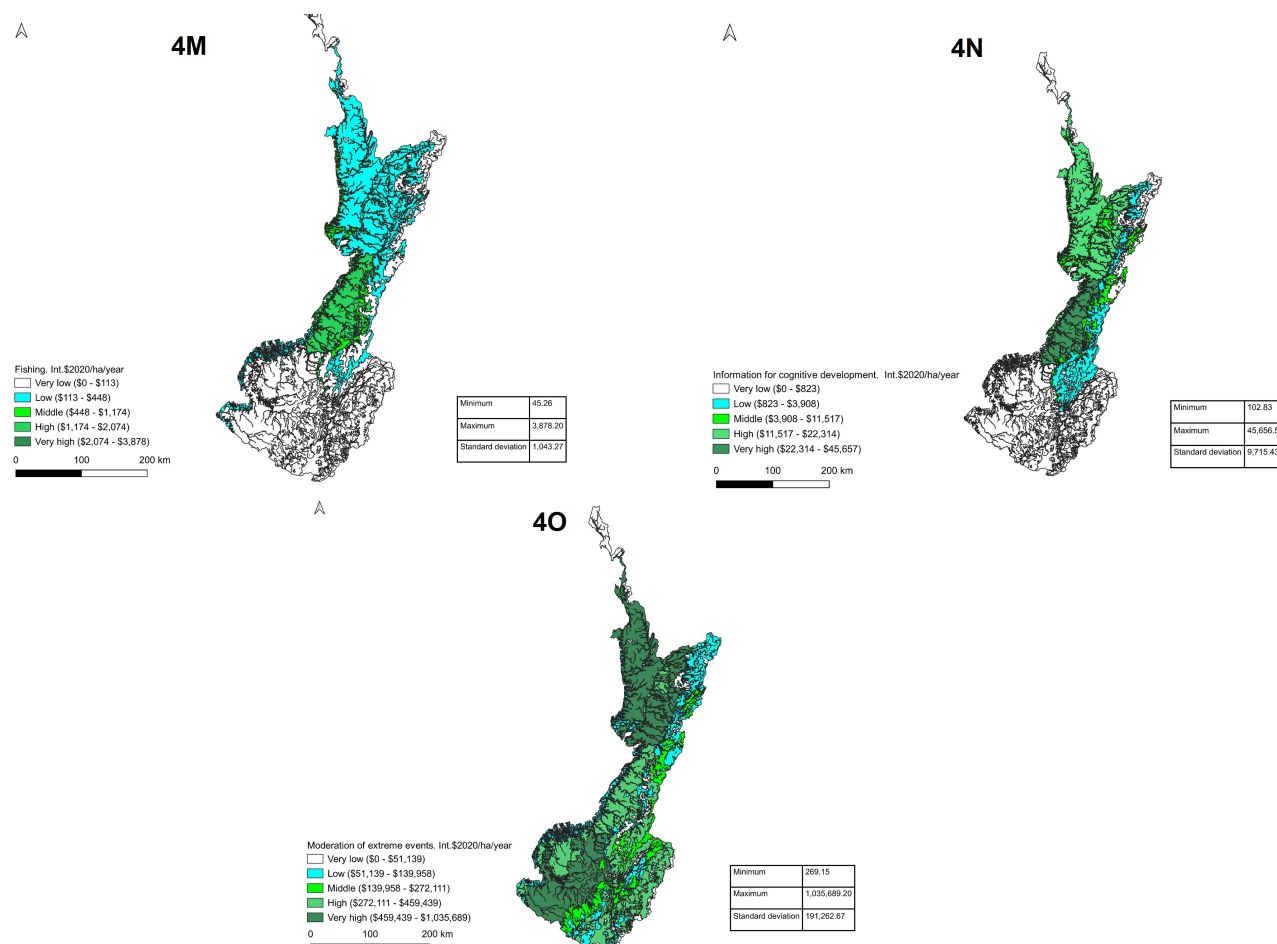 4M
Fishing. Int.$2020/ha/year
Very low ($0 - $113)
Low ($113 - $448)
Middle ($448 - $1,174)
High ($1,174 - $2,074)
Very high ($2,074 - $3,878)
0 100 200 km
Minimum 45.26
Maximum 3,878.20
Standard deviation 1,043.27
4N
Information for cognitive development. Int.$2020/ha/year
Very low ($0 - $823)
Low ($823 - $3,908)
Middle ($3,908 - $11,517)
High ($11,517 - $22,314)
Very high ($22,314 - $45,657)
0 100 200 km
Minimum 102.83
Maximum 45,656.5
Standard deviation 9,715.43
4O
Moderation of extreme events. Int.$2020/ha/year
Very low ($0 - $51,139)
Low ($51,139 - $139,958)
Middle ($139,958 - $272,111)
High ($272,111 - $459,439)
Very high ($459,439 - $1,035,689)
0 100 200 km
Minimum 269.15
Maximum 1,035,689.20
Standard deviation 191,262.67